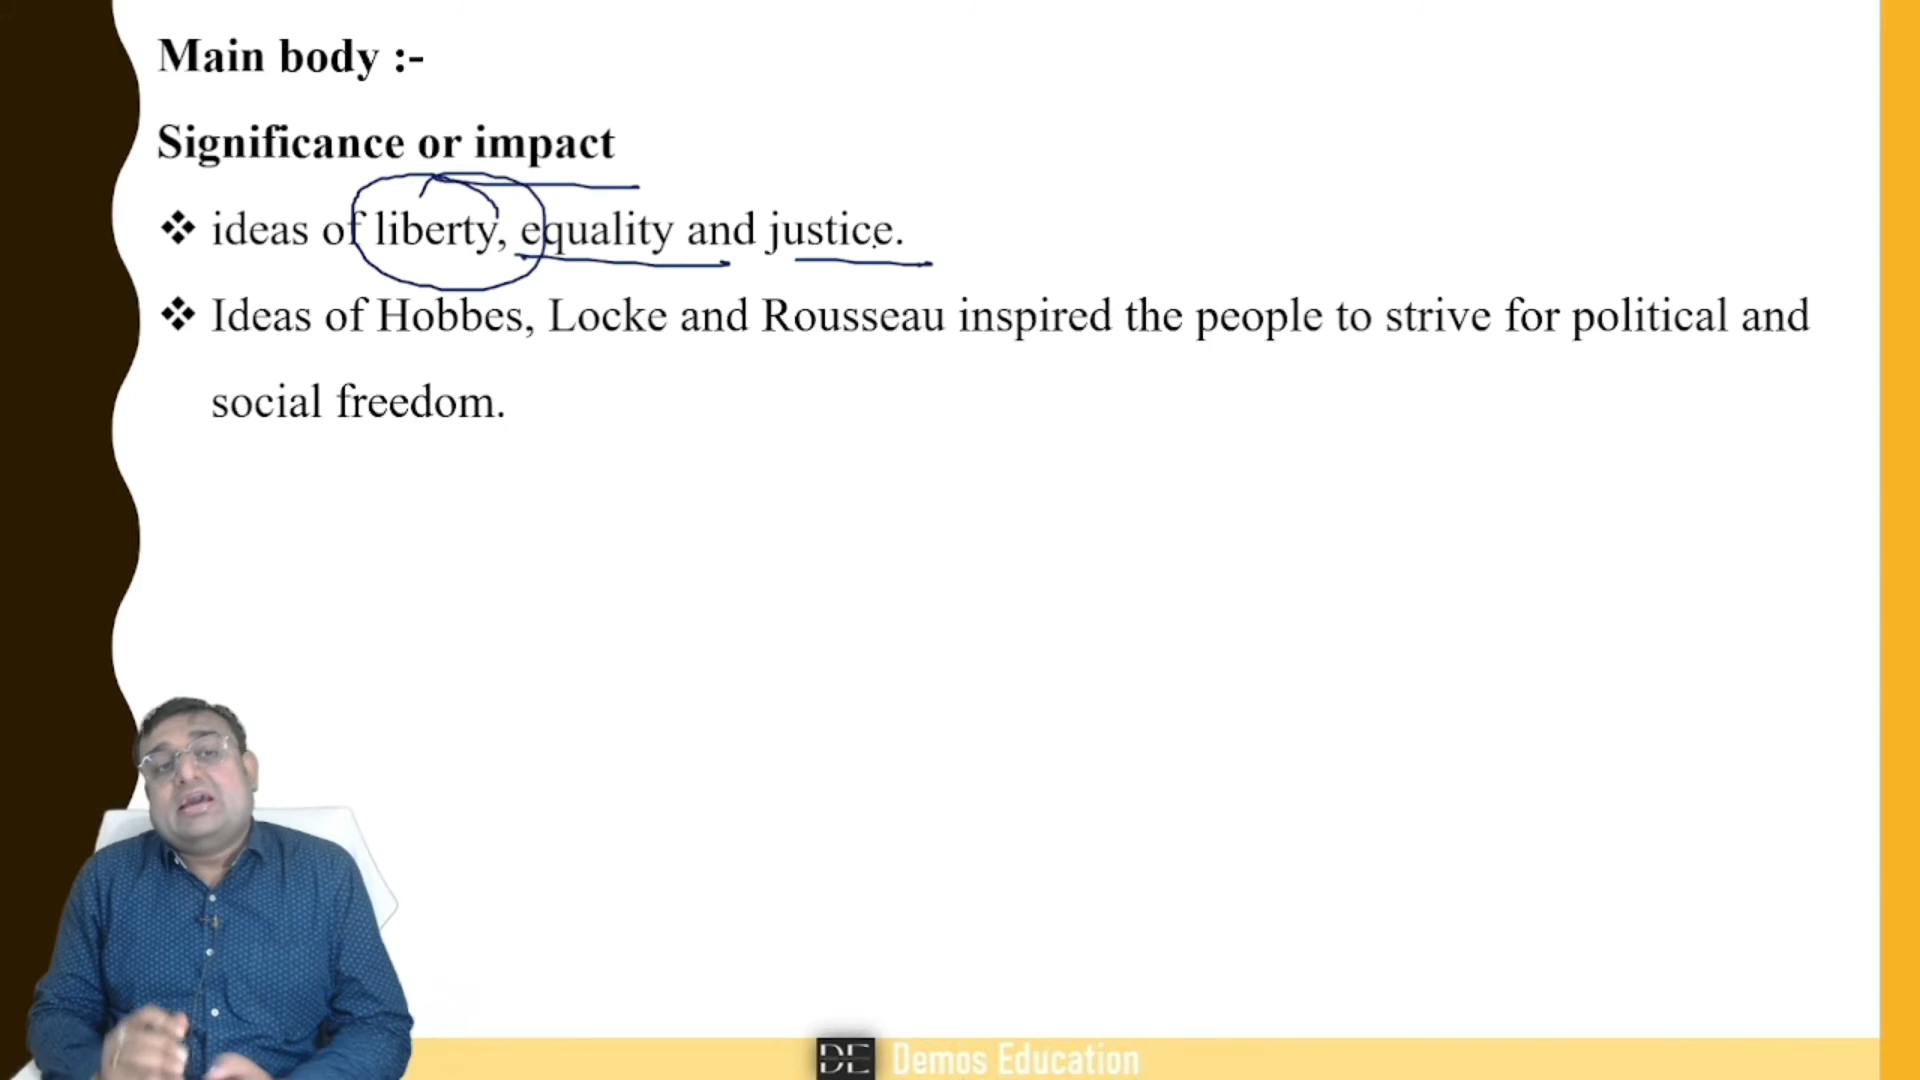 Main body :-
Significance or impact
❖ ideas of liberty, equality and justice.
❖ Ideas of Hobbes, Locke and Rousseau inspired the people to strive for political and
social freedom.
DE Demos Education